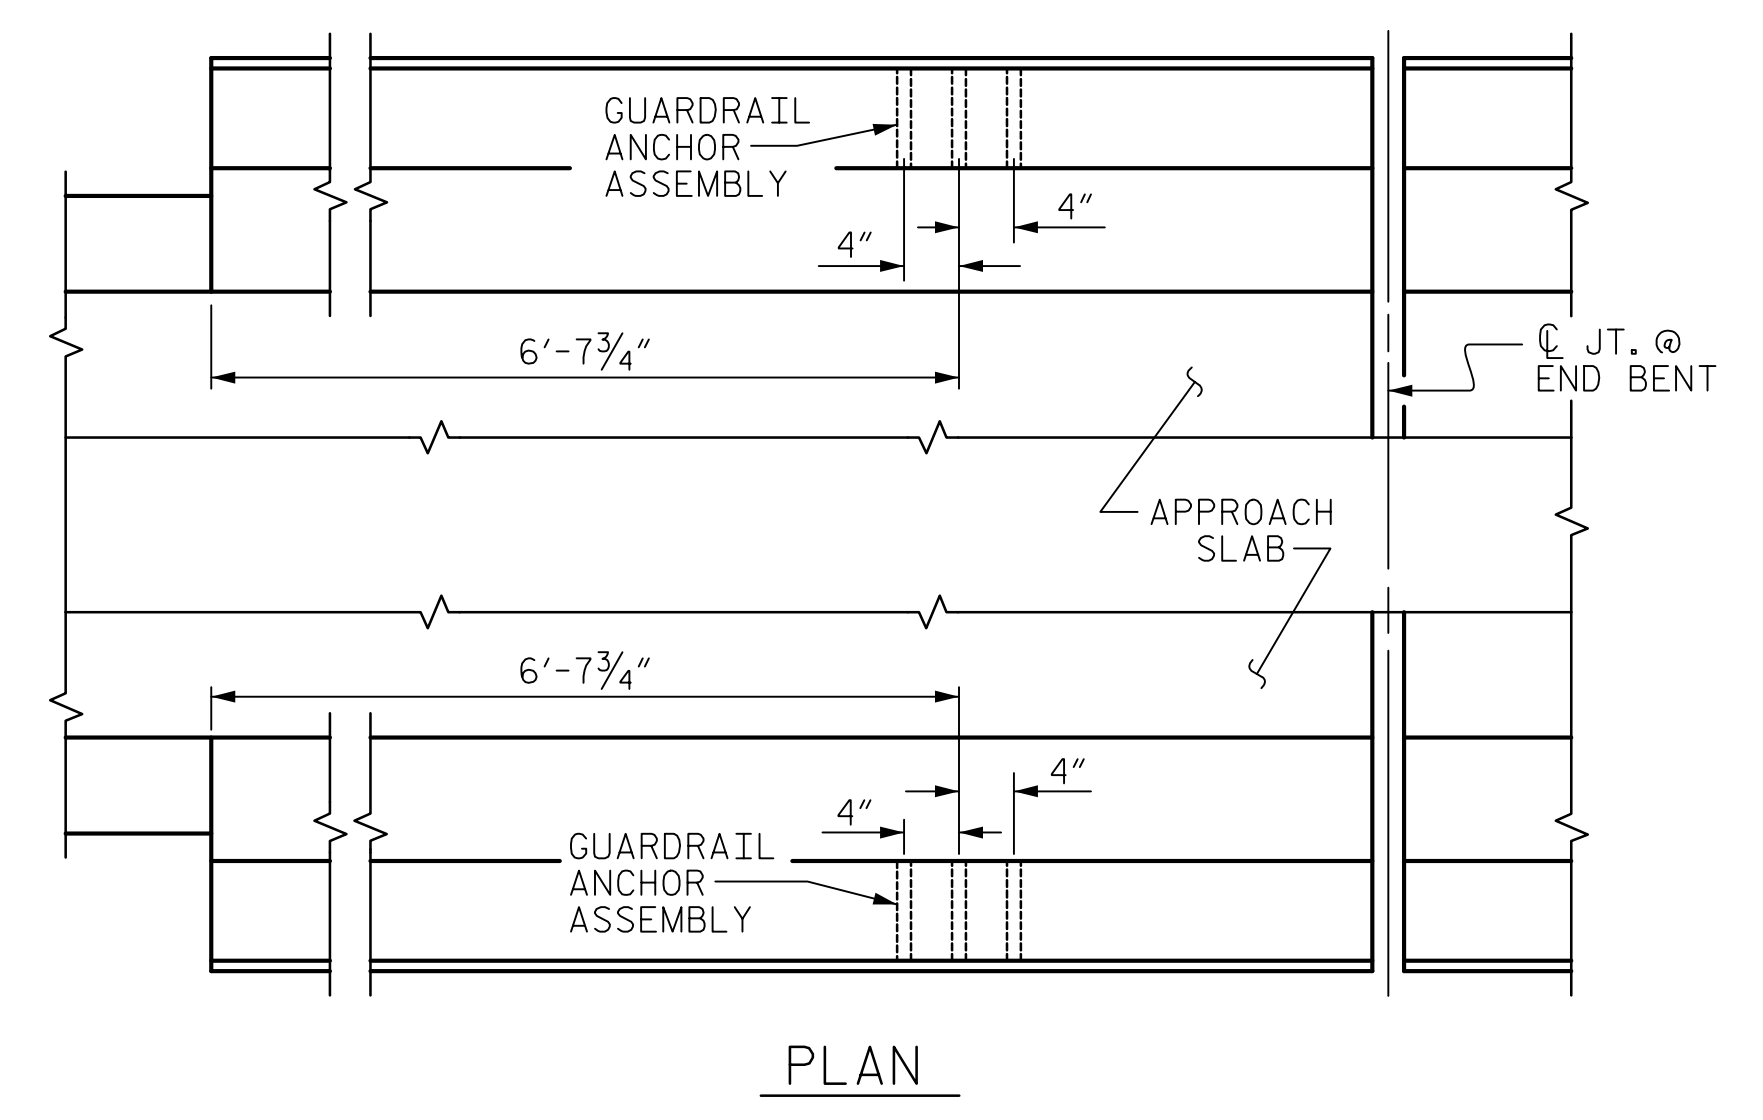 GUARDRAIL
ANCHOR
ASSEMBLY
4"
4"
6'-7¾"
℄ JT. @
END BENT
APPROACH
SLAB
6'-7¾"
4"
4"
GUARDRAIL
ANCHOR
ASSEMBLY
PLAN